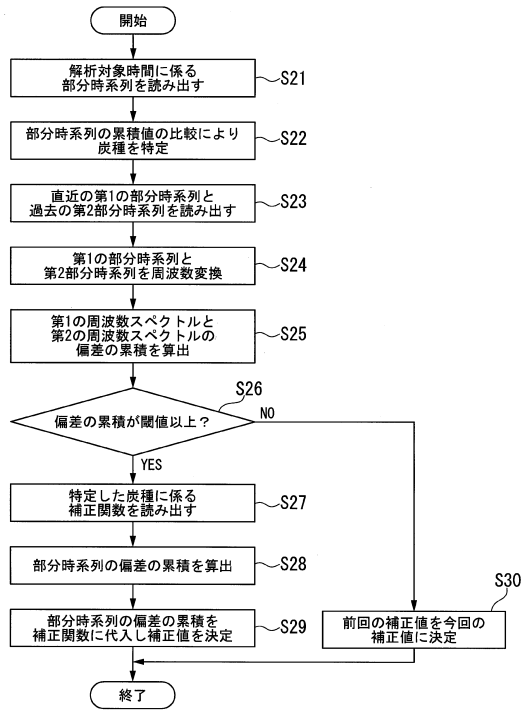 開始
解析対象時間に係る
部分時系列を読み出す
S21
部分時系列の累積値の比較により
炭種を特定
S22
直近の第1の部分時系列と
過去の第2部分時系列を読み出す
S23
第1の部分時系列と
第2部分時系列を周波数変換
S24
第1の周波数スペクトルと
第2の周波数スペクトルの
偏差の累積を算出
S25
S26
偏差の累積が閾値以上？
NO
YES
特定した炭種に係る
補正関数を読み出す
S27
部分時系列の偏差の累積を算出
S28
部分時系列の偏差の累積を
補正関数に代入し補正値を決定
S29
S30
前回の補正値を今回の
補正値に決定
終了